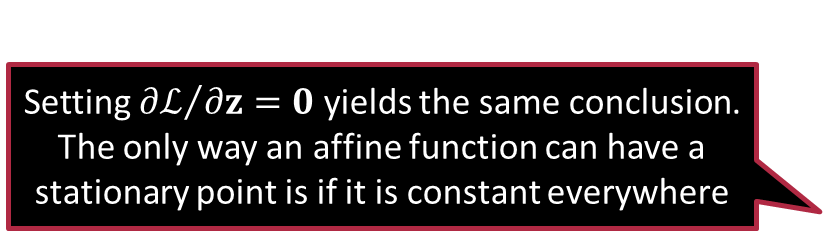 Setting ∂ℒ/∂𝐳 = 𝟎 yields the same conclusion.
The only way an affine function can have a
stationary point is if it is constant everywhere